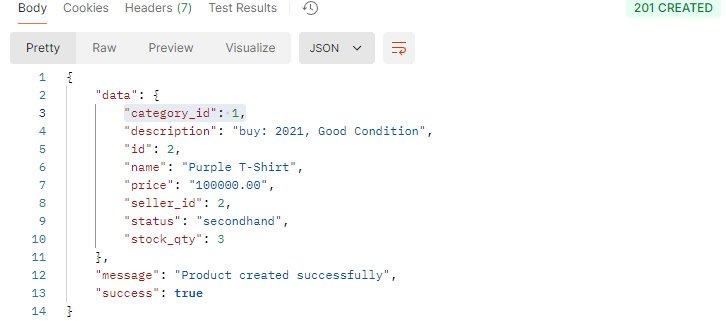 Body Cookies Headers (7) Test Results 201 CREATED
Pretty Raw Preview Visualize JSON
1 {
2 "data": {
3 "category_id": 1,
4 "description": "buy: 2021, Good Condition",
5 "id": 2,
6 "name": "Purple T-Shirt",
7 "price": "100000.00",
8 "seller_id": 2,
9 "status": "secondhand",
10 "stock_qty": 3
11 },
12 "message": "Product created successfully",
13 "success": true
14 }